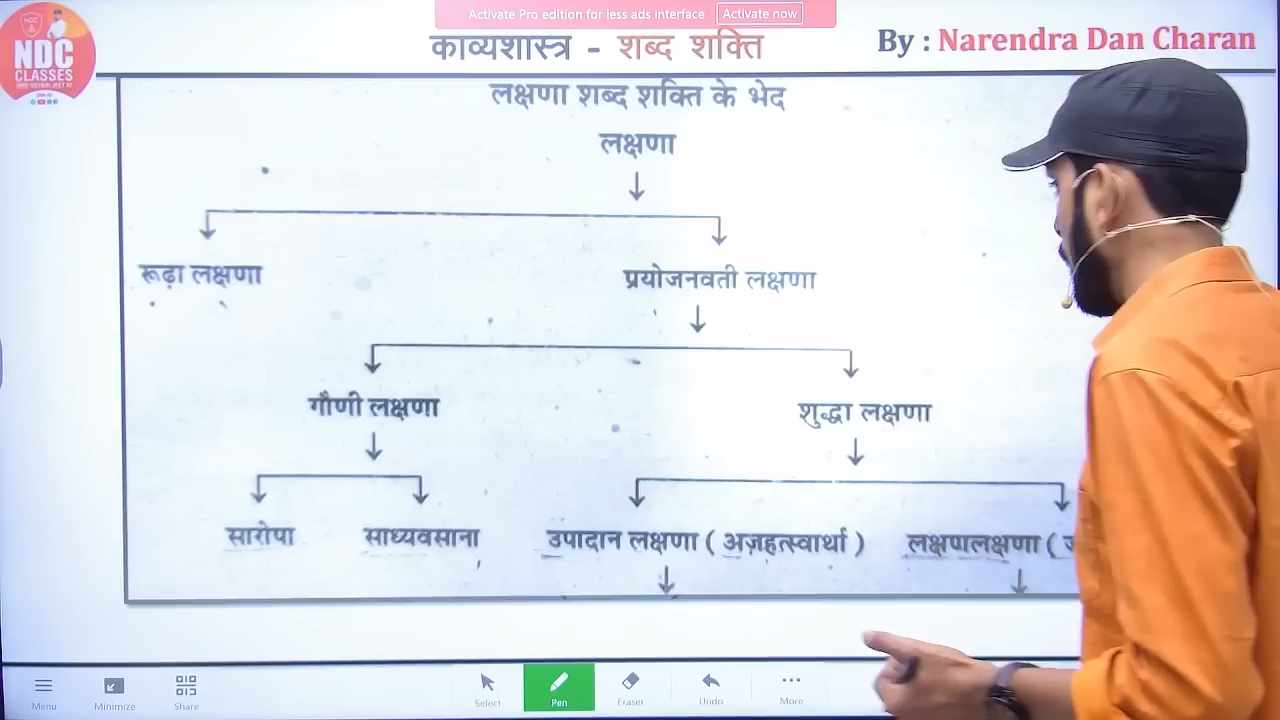 Activate Pro edition for less ads interface Activate now
काव्यशास्त्र - शब्द शक्ति
By : Narendra Dan Charan
NDC
CLASSES
लक्षणा शब्द शक्ति के भेद
लक्षणा
रूढ़ा लक्षणा
प्रयोजनवती लक्षणा
गौणी लक्षणा
शुद्धा लक्षणा
सारोपा
साध्यवसाना
उपादान लक्षणा ( अज़हत्स्वार्था )
लक्षणलक्षणा (
Menu
Minimize
Share
Select
Pen
Eraser
Undo
More